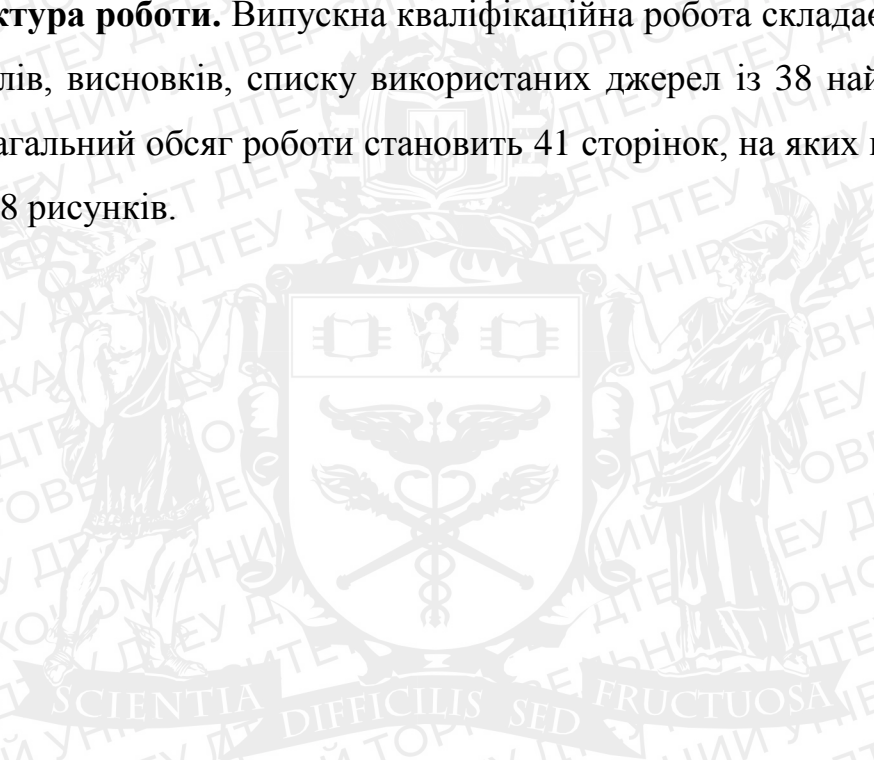 ктура роботи. Випускна кваліфікаційна робота складає
лів, висновків, списку використаних джерел із 38 най
агальний обсяг роботи становить 41 сторінок, на яких
8 рисунків.
SCIENTIA DIFFICILIS SED FRUCTUOSA